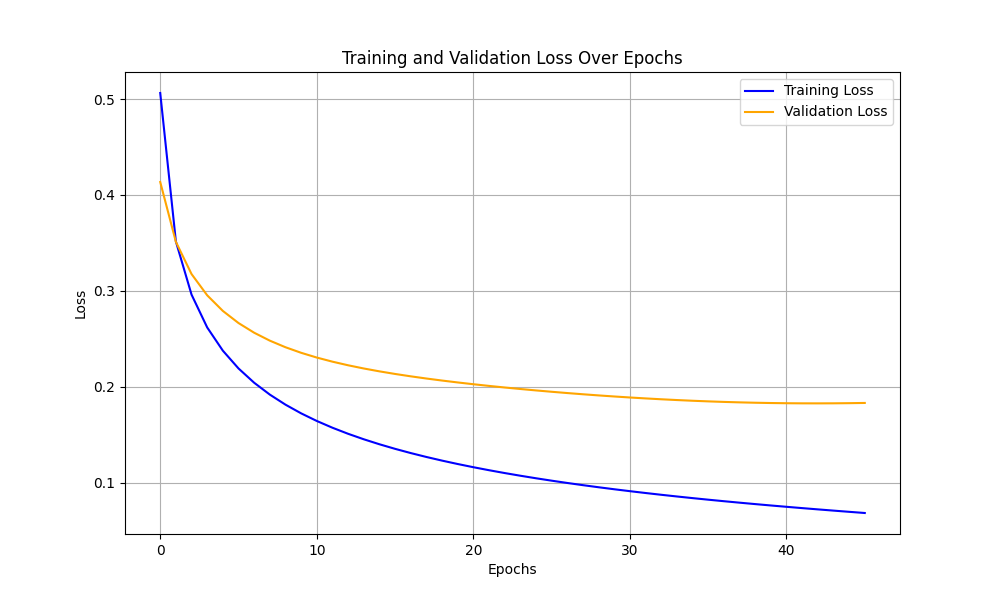 Training and Validation Loss Over Epochs
Training Loss
Validation Loss
0.5
0.4
0.3
0.2
0.1
Loss
0 10 20 30 40
Epochs